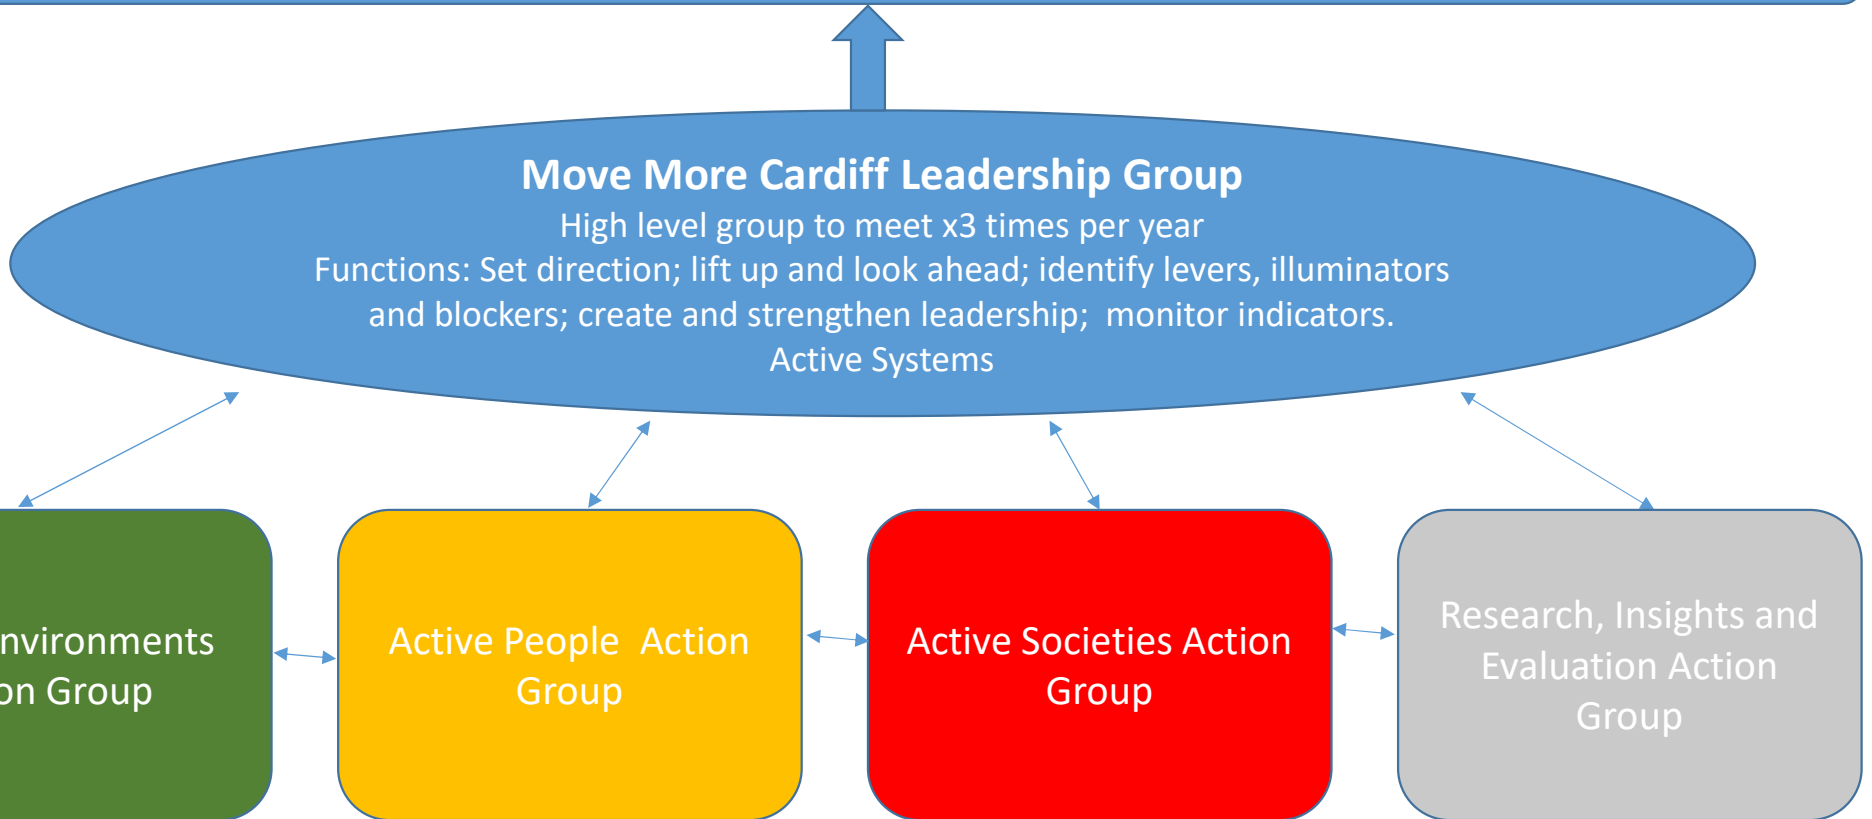 Move More Cardiff Leadership Group
High level group to meet x3 times per year
Functions: Set direction; lift up and look ahead; identify levers, illuminators
and blockers; create and strengthen leadership;  monitor indicators.
Active Systems
nvironments
on Group
Active People  Action
Group
Active Societies Action
Group
Research, Insights and
Evaluation Action
Group